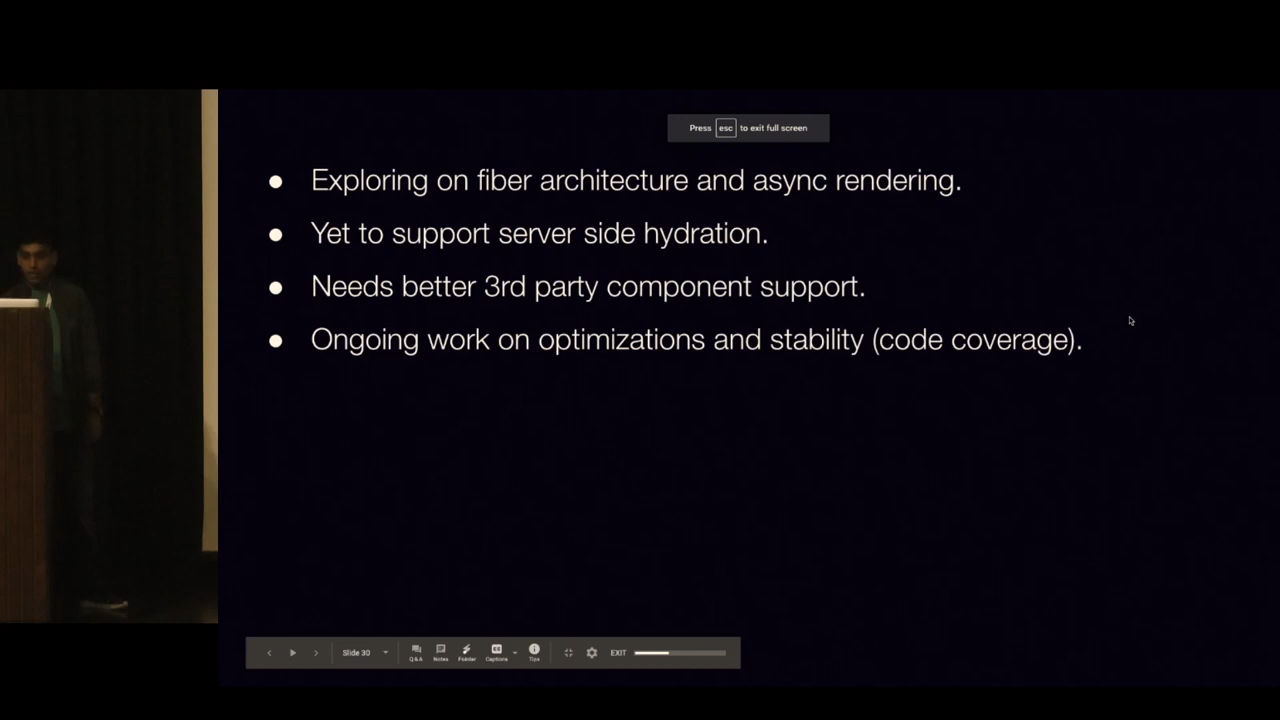 Press esc to exit full screen
● Exploring on fiber architecture and async rendering.
● Yet to support server side hydration.
● Needs better 3rd party component support.
● Ongoing work on optimizations and stability (code coverage).
Slide 30
Q&A
Notes
Pointer
Captions
Tips
EXIT